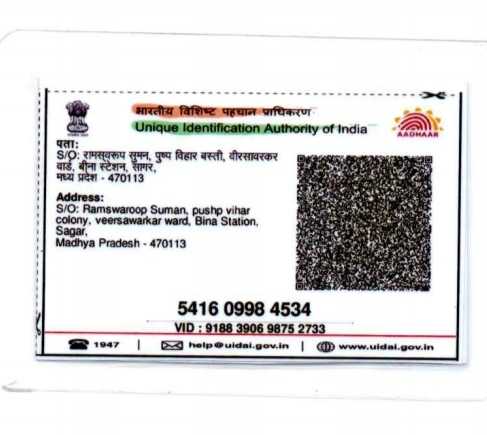 भारतीय विशिष्ट पहचान प्राधिकरण
Unique Identification Authority of India
AADHAAR
पता:
S/O: रामस्वरूप सुमन, पुष्प विहार बस्ती, वीरसावरकर
वार्ड, बीना स्टेशन, सागर,
मध्य प्रदेश - 470113
Address:
S/O: Ramswaroop Suman, pushp vihar
colony, veersawarkar ward, Bina Station,
Sagar,
Madhya Pradesh - 470113
5416 0998 4534
VID : 9188 3906 9875 2733
1947 | help@uidai.gov.in | www.uidai.gov.in